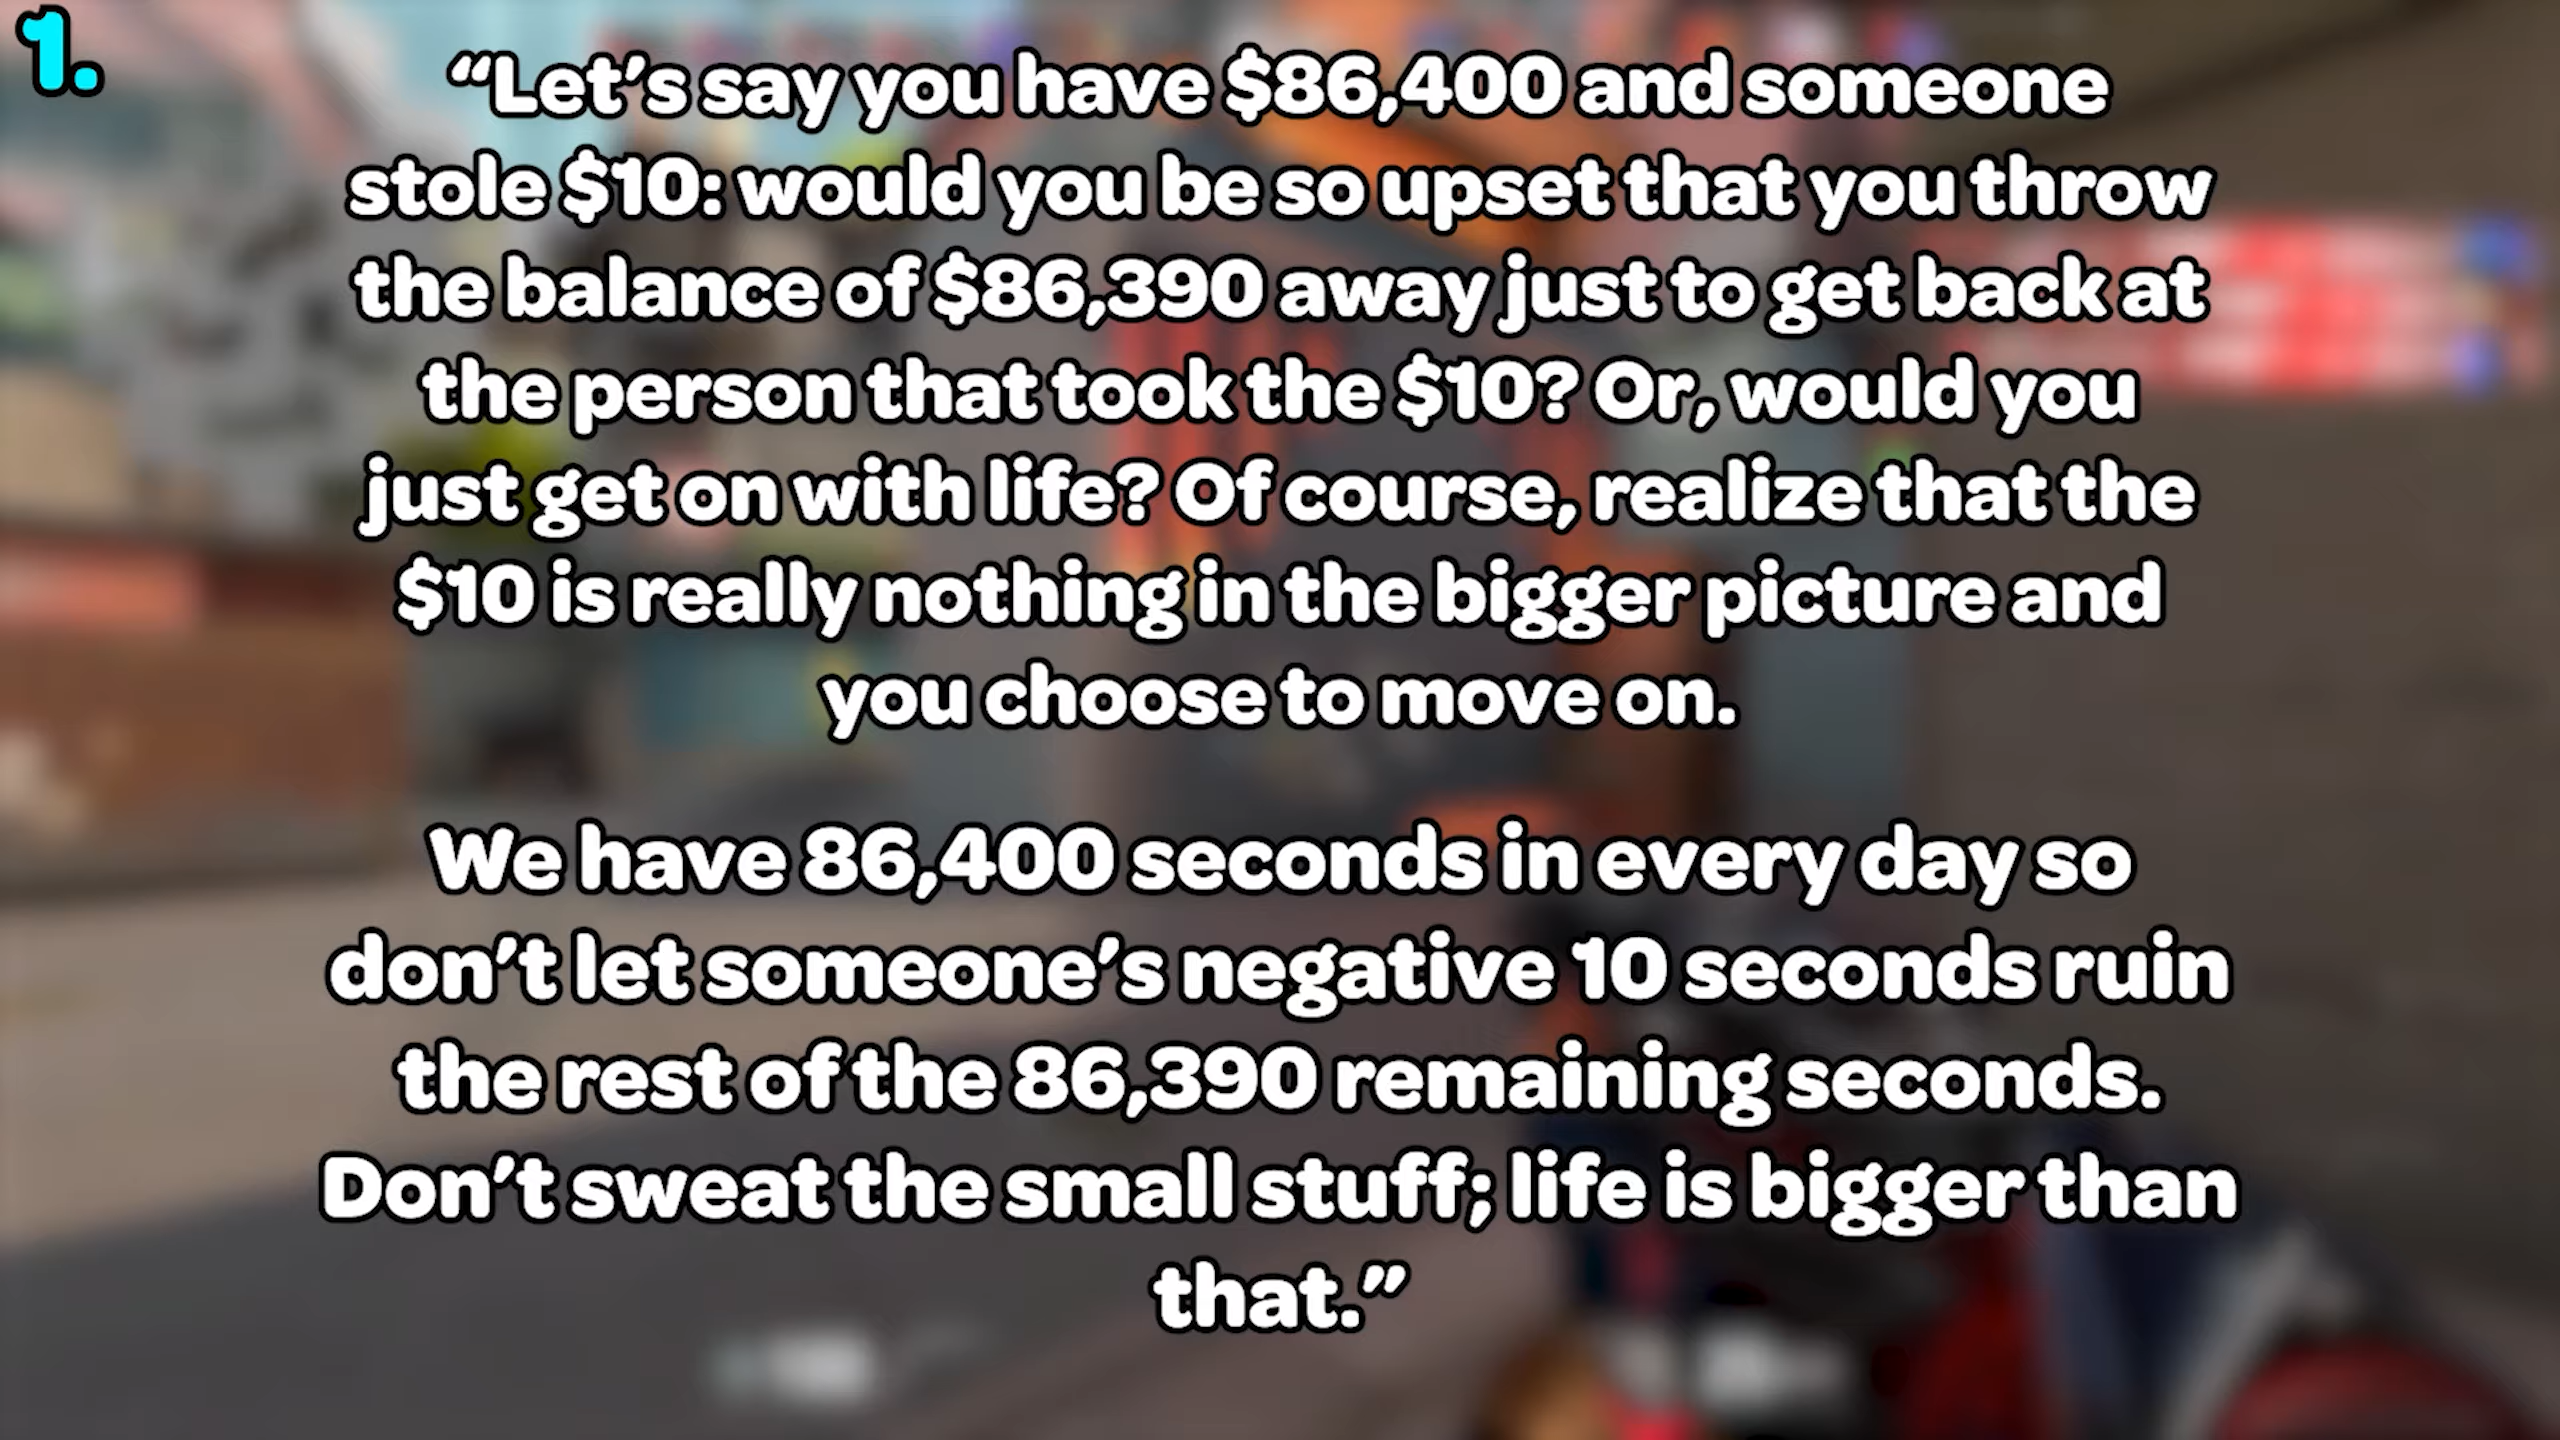 1.
“Let’s say you have $86,400 and someone
stole $10: would you be so upset that you throw
the balance of $86,390 away just to get back at
the person that took the $10? Or, would you
just get on with life? Of course, realize that the
$10 is really nothing in the bigger picture and
you choose to move on.
We have 86,400 seconds in every day so
don’t let someone’s negative 10 seconds ruin
the rest of the 86,390 remaining seconds.
Don’t sweat the small stuff; life is bigger than
that.”